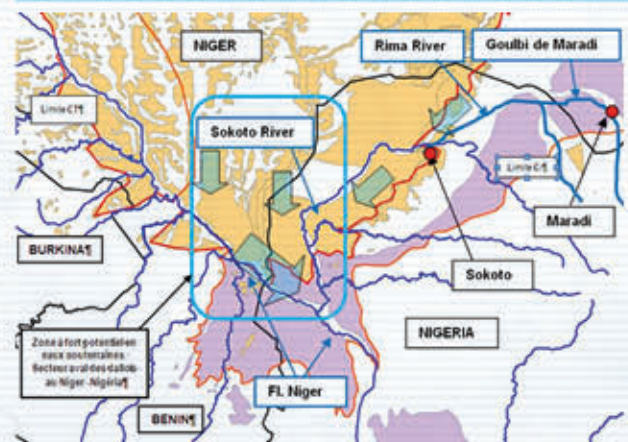 NIGER
Rima River
Goulbi de Maradi
Sokoto River
BURKINA¶
Maradi
Sokoto
NIGERIA
Zone à fort potentiel en
eaux souterraines.
Secteur aval des dallols
au Niger -Nigéria¶
Fl. Niger
BENIN¶